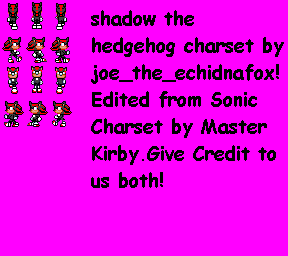 shadow the
hedgehog charset by
joe_the_echidnafox!
Edited from Sonic
Charset by Master
Kirby.Give Credit to
us both!